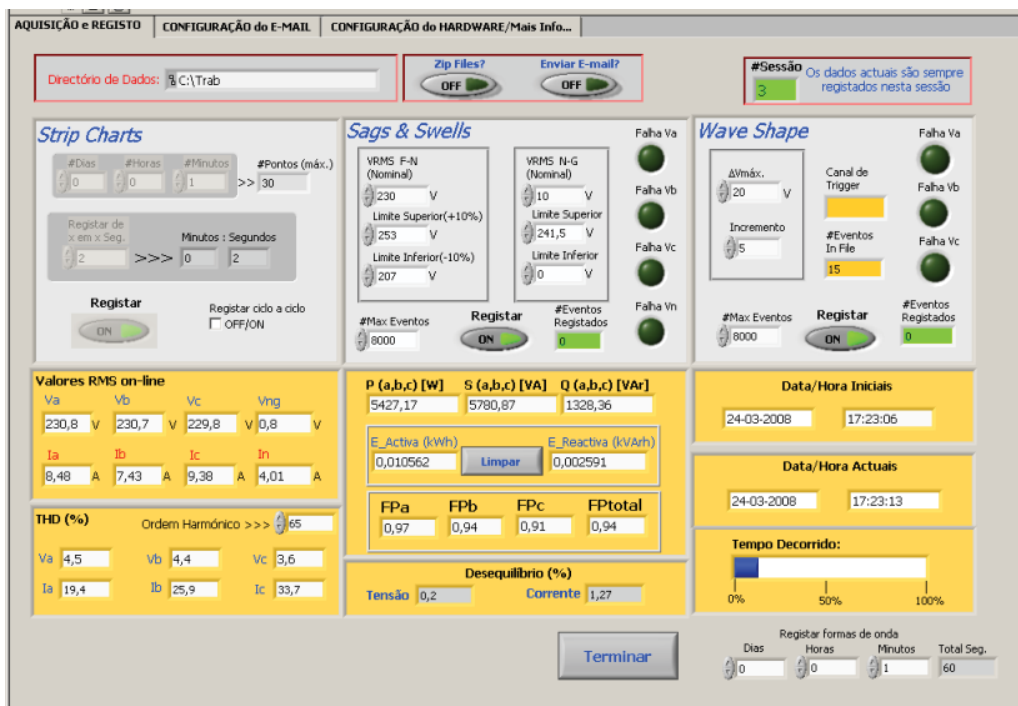 AQUISIÇÃO e REGISTO CONFIGURAÇÃO do E-MAIL CONFIGURAÇÃO do HARDWARE/Mais Info...
Directório de Dados: C:\Trab
Zip Files? Enviar E-mail?
OFF OFF
#Sessão
3
Os dados actuais são sempre
registados nesta sessão
Strip Charts
#Dias #Horas #Minutos #Pontos (máx.)
0 0 1 >> 30
Registar de
x em x Seg. Minutos : Segundos
2 >>> 0 2
Registar
ON
Registar ciclo a ciclo
OFF/ON
Sags & Swells
VRMS F-N
(Nominal)
230 V
Limite Superior(+10%)
253 V
Limite Inferior(-10%)
207 V
VRMS N-G
(Nominal)
10 V
Limite Superior
241,5 V
Limite Inferior
0 V
Falha Va
Falha Vb
Falha Vc
Falha Vn
#Max Eventos
8000
Registar
ON
#Eventos
Registados
0
Wave Shape
ΔVmáx.
20 V
Incremento
5
Canal de
Trigger
#Eventos
In File
15
Falha Va
Falha Vb
Falha Vc
#Max Eventos
8000
Registar
ON
#Eventos
Registados
0
Valores RMS on-line
Va Vb Vc Vng
230,8 V 230,7 V 229,8 V 0,8 V
Ia Ib Ic In
8,48 A 7,43 A 9,38 A 4,01 A
THD (%) Ordem Harmónico >>> 65
Va 4,5 Vb 4,4 Vc 3,6
Ia 19,4 Ib 25,9 Ic 33,7
P (a,b,c) [W] S (a,b,c) [VA] Q (a,b,c) [VAr]
5427,17 5780,87 1328,36
E_Activa (kWh) E_Reactiva (kVArh)
0,010562 Limpar 0,002591
FPa FPb FPc FPtotal
0,97 0,94 0,91 0,94
Desequilíbrio (%)
Tensão 0,2 Corrente 1,27
Data/Hora Iniciais
24-03-2008 17:23:06
Data/Hora Actuais
24-03-2008 17:23:13
Tempo Decorrido:
0% 50% 100%
Terminar
Registar formas de onda
Dias Horas Minutos Total Seg.
0 0 1 60